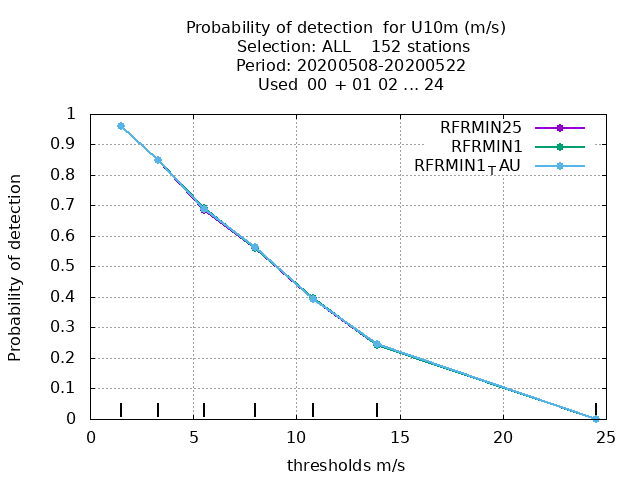 Probability of detection  for U10m (m/s)
Selection: ALL    152 stations
Period: 20200508-20200522
Used  00  + 01 02 ... 24
RFRMIN25
RFRMIN1
RFRMIN1TAU
Probability of detection
1
0.9
0.8
0.7
0.6
0.5
0.4
0.3
0.2
0.1
0
0 5 10 15 20 25
thresholds m/s